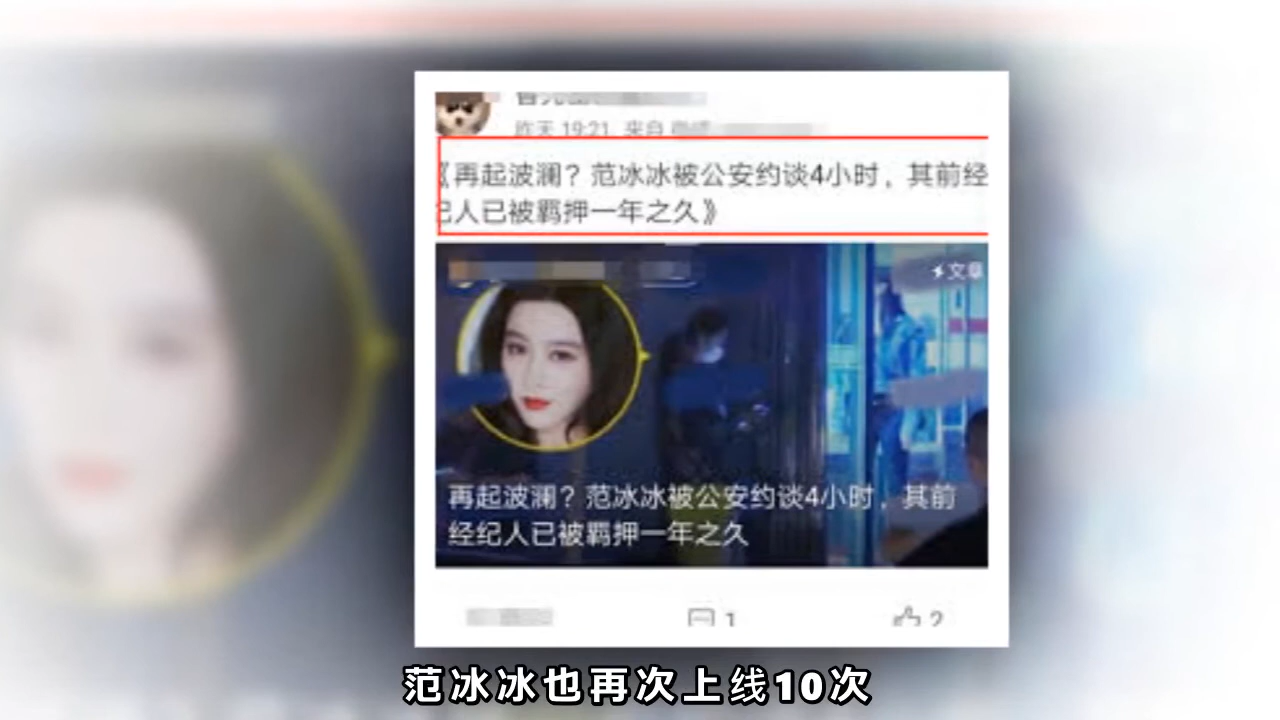 昨天 19:21 来自
《再起波澜？范冰冰被公安约谈4小时，其前经
纪人已被羁押一年之久》
文章
再起波澜？范冰冰被公安约谈4小时，其前
经纪人已被羁押一年之久
1
2
范冰冰也再次上线10次